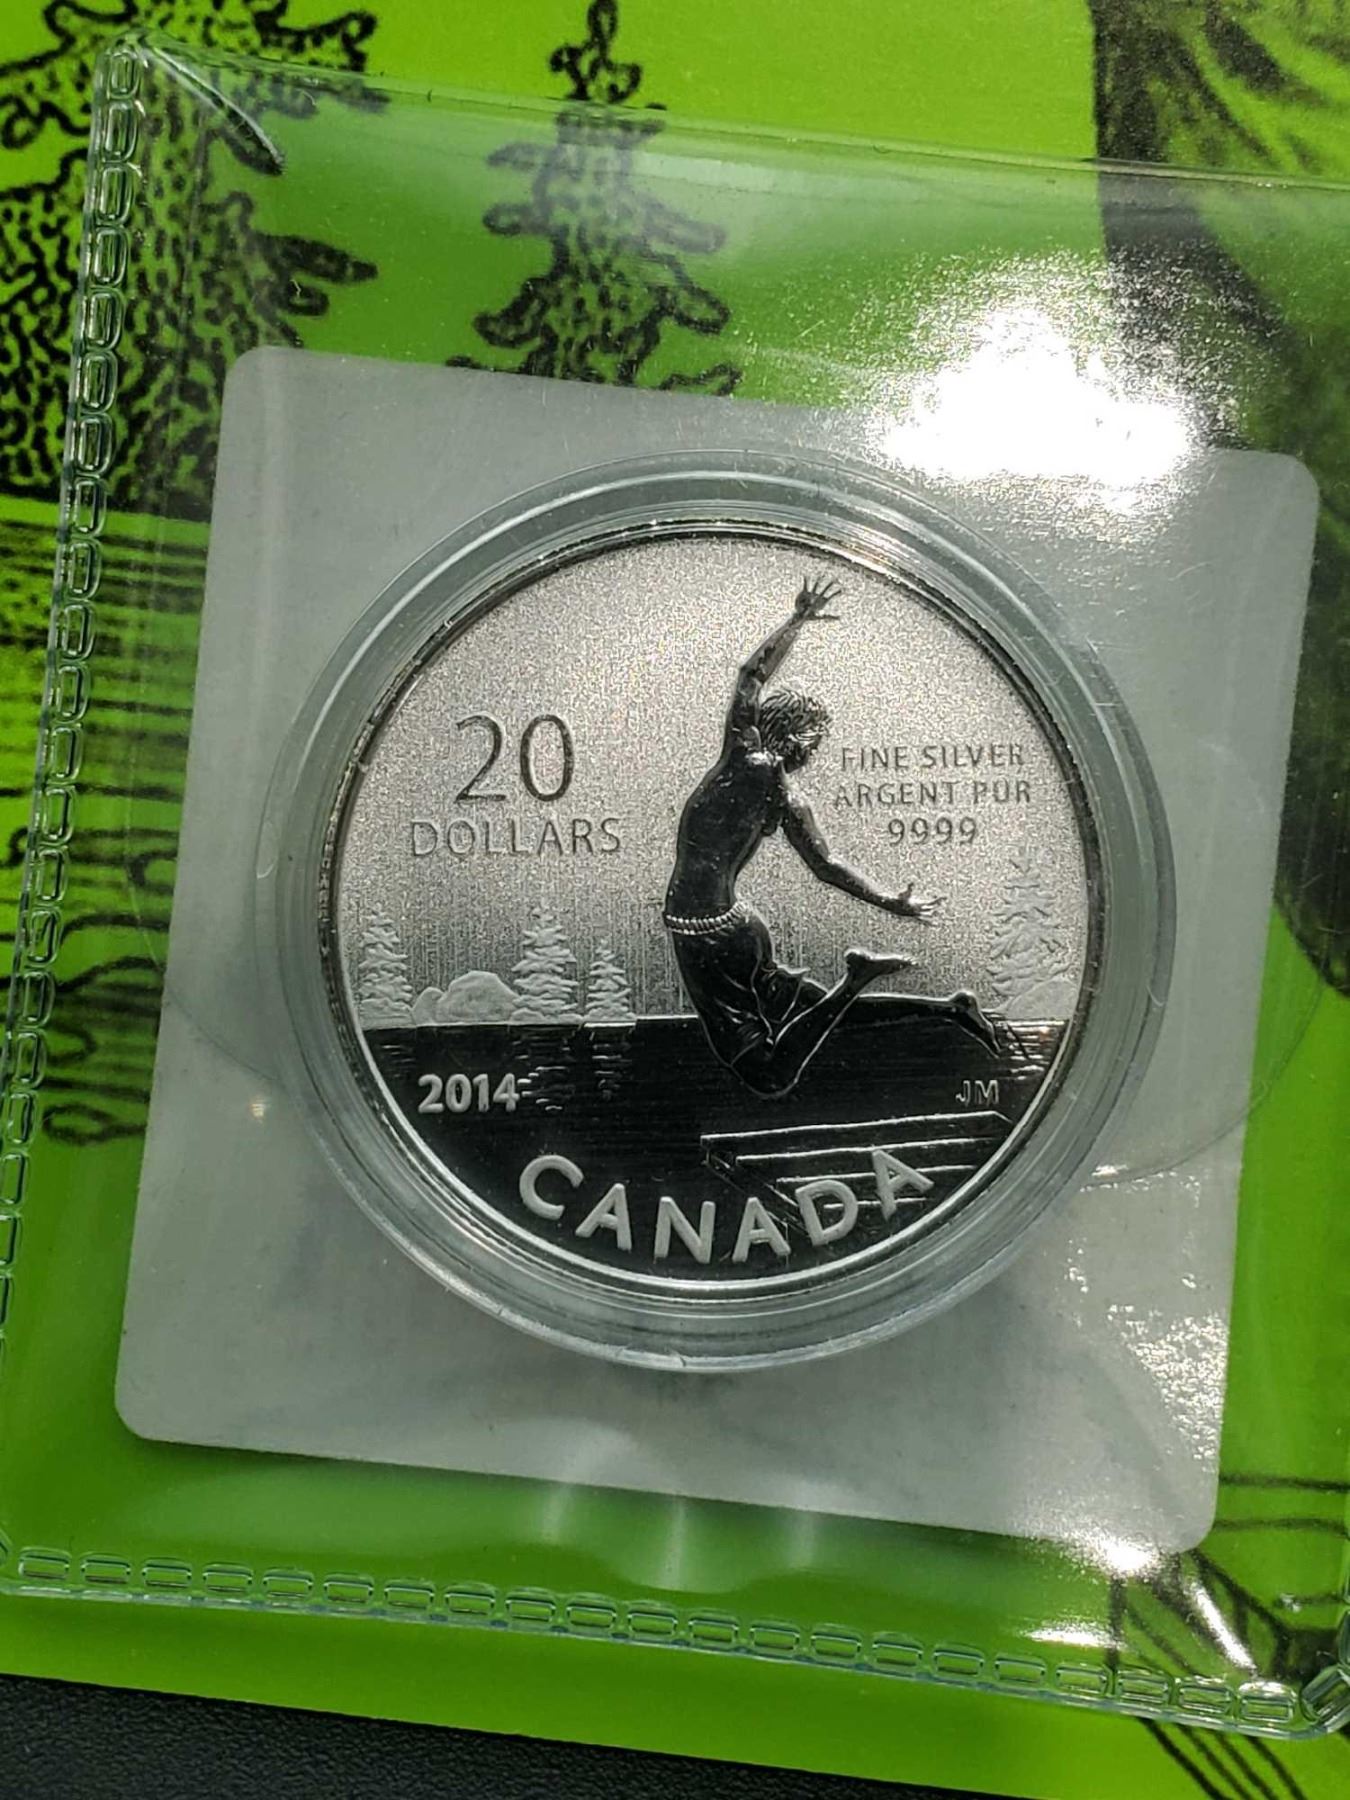 20
DOLLARS
FINE SILVER
ARGENT PUR
9999
2014
JM
CANADA